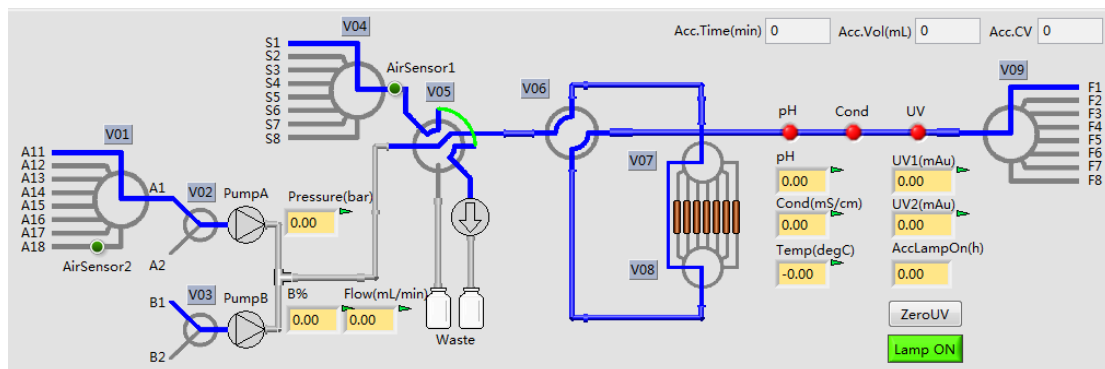 Acc.Time(min) 0 Acc.Vol(mL) 0 Acc.CV 0
V04
S1
S2
S3
S4
S5
S6
S7
S8
AirSensor1
V05
V06
V09
F1
F2
F3
F4
F5
F6
F7
F8
pH Cond UV
V01
A11
A12
A13
A14
A15
A16
A17
A18
AirSensor2
A1
V02
A2
PumpA
Pressure(bar)
0.00
V03
B1
B2
PumpB
B%
0.00
Flow(mL/min)
0.00
Waste
V07
V08
pH
0.00
Cond(mS/cm)
0.00
Temp(degC)
-0.00
UV1(mAu)
0.00
UV2(mAu)
0.00
AccLampOn(h)
0.00
ZeroUV
Lamp ON